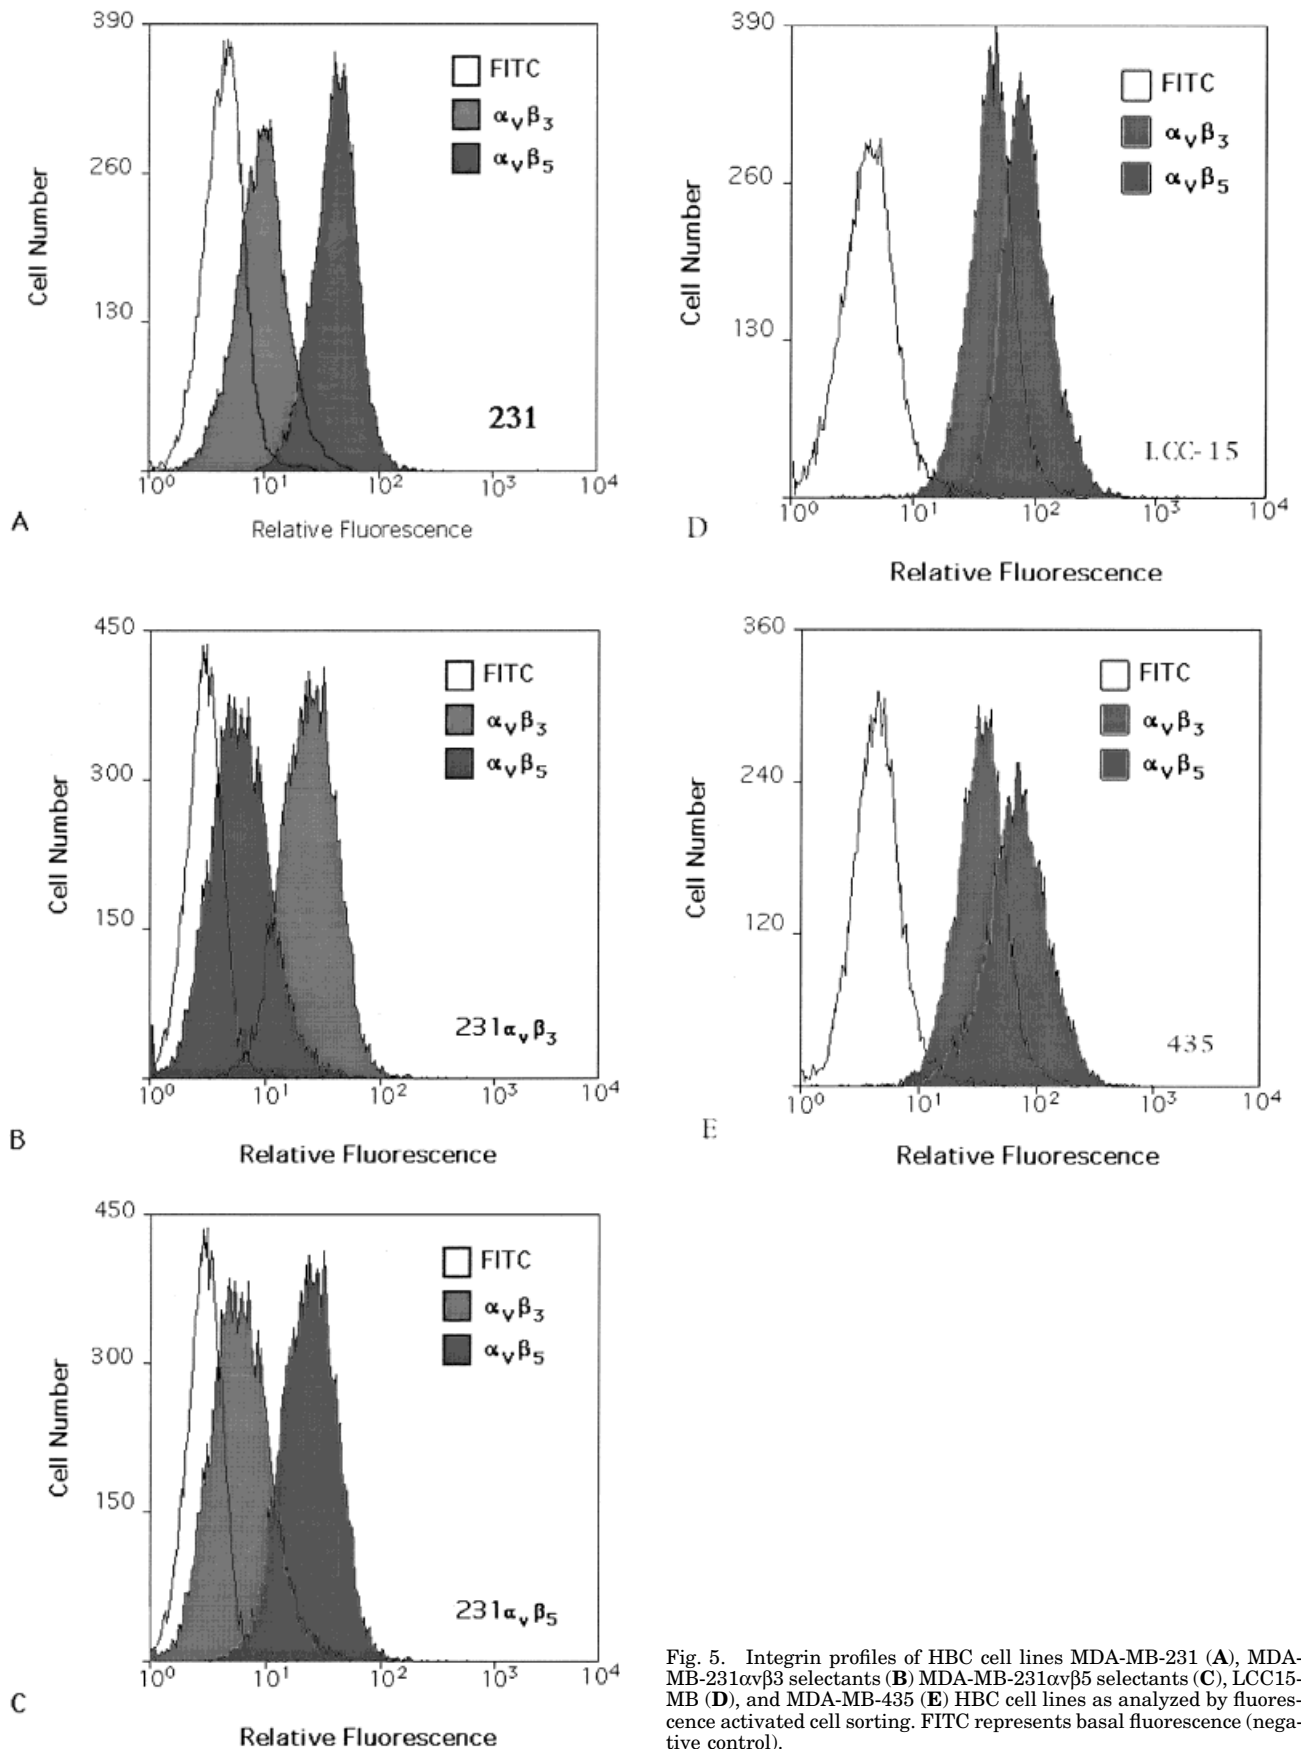 390
260
130
Cell Number
FITC
αvβ3
αvβ5
231
10⁰ 10¹ 10² 10³ 10⁴
Relative Fluorescence
A
450
300
150
Cell Number
FITC
αvβ3
αvβ5
231αvβ3
10⁰ 10¹ 10² 10³ 10⁴
Relative Fluorescence
B
450
300
150
Cell Number
FITC
αvβ3
αvβ5
231αvβ5
10⁰ 10¹ 10² 10³ 10⁴
Relative Fluorescence
C
390
260
130
Cell Number
FITC
αvβ3
αvβ5
LCC-15
10⁰ 10¹ 10² 10³ 10⁴
Relative Fluorescence
D
360
240
120
Cell Number
FITC
αvβ3
αvβ5
435
10⁰ 10¹ 10² 10³ 10⁴
Relative Fluorescence
E
Fig. 5. Integrin profiles of HBC cell lines MDA-MB-231 (A), MDA-
MB-231αvβ3 selectants (B) MDA-MB-231αvβ5 selectants (C), LCC15-
MB (D), and MDA-MB-435 (E) HBC cell lines as analyzed by fluores-
cence activated cell sorting. FITC represents basal fluorescence (nega-
tive control).